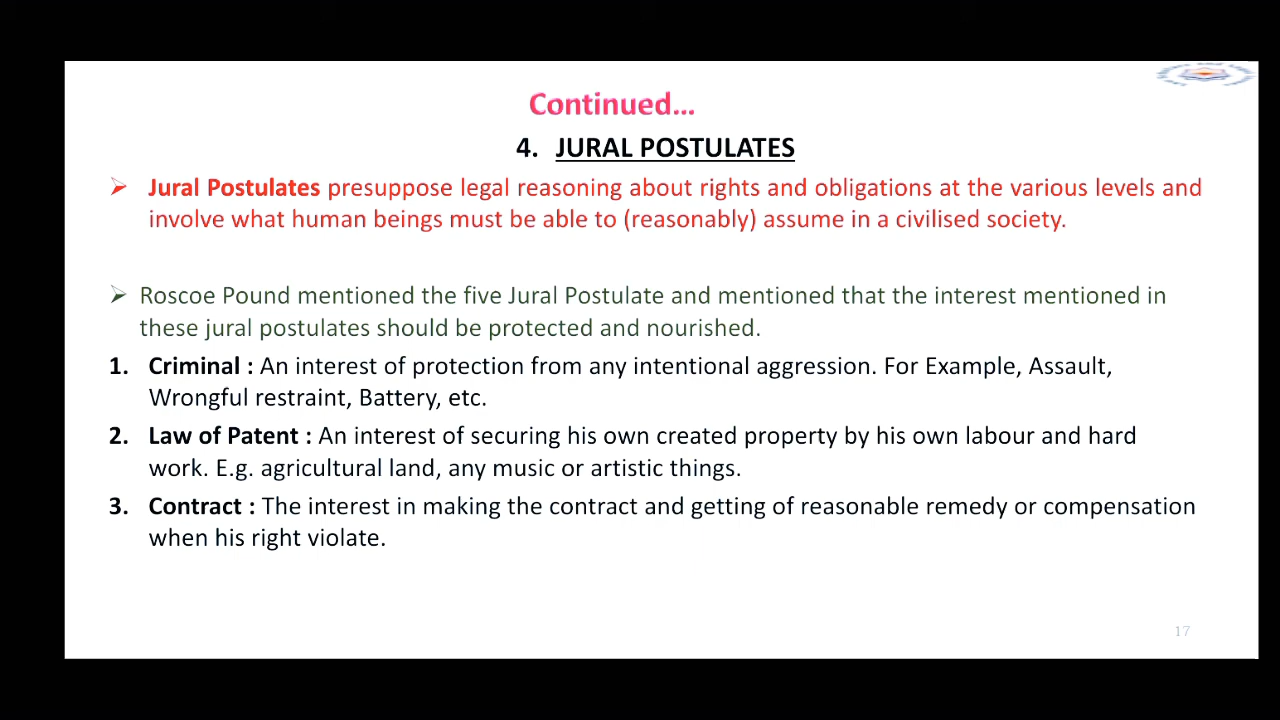 Continued...
4. JURAL POSTULATES
➢ Jural Postulates presuppose legal reasoning about rights and obligations at the various levels and
involve what human beings must be able to (reasonably) assume in a civilised society.
➢ Roscoe Pound mentioned the five Jural Postulate and mentioned that the interest mentioned in
these jural postulates should be protected and nourished.
1. Criminal : An interest of protection from any intentional aggression. For Example, Assault,
Wrongful restraint, Battery, etc.
2. Law of Patent : An interest of securing his own created property by his own labour and hard
work. E.g. agricultural land, any music or artistic things.
3. Contract : The interest in making the contract and getting of reasonable remedy or compensation
when his right violate.
17